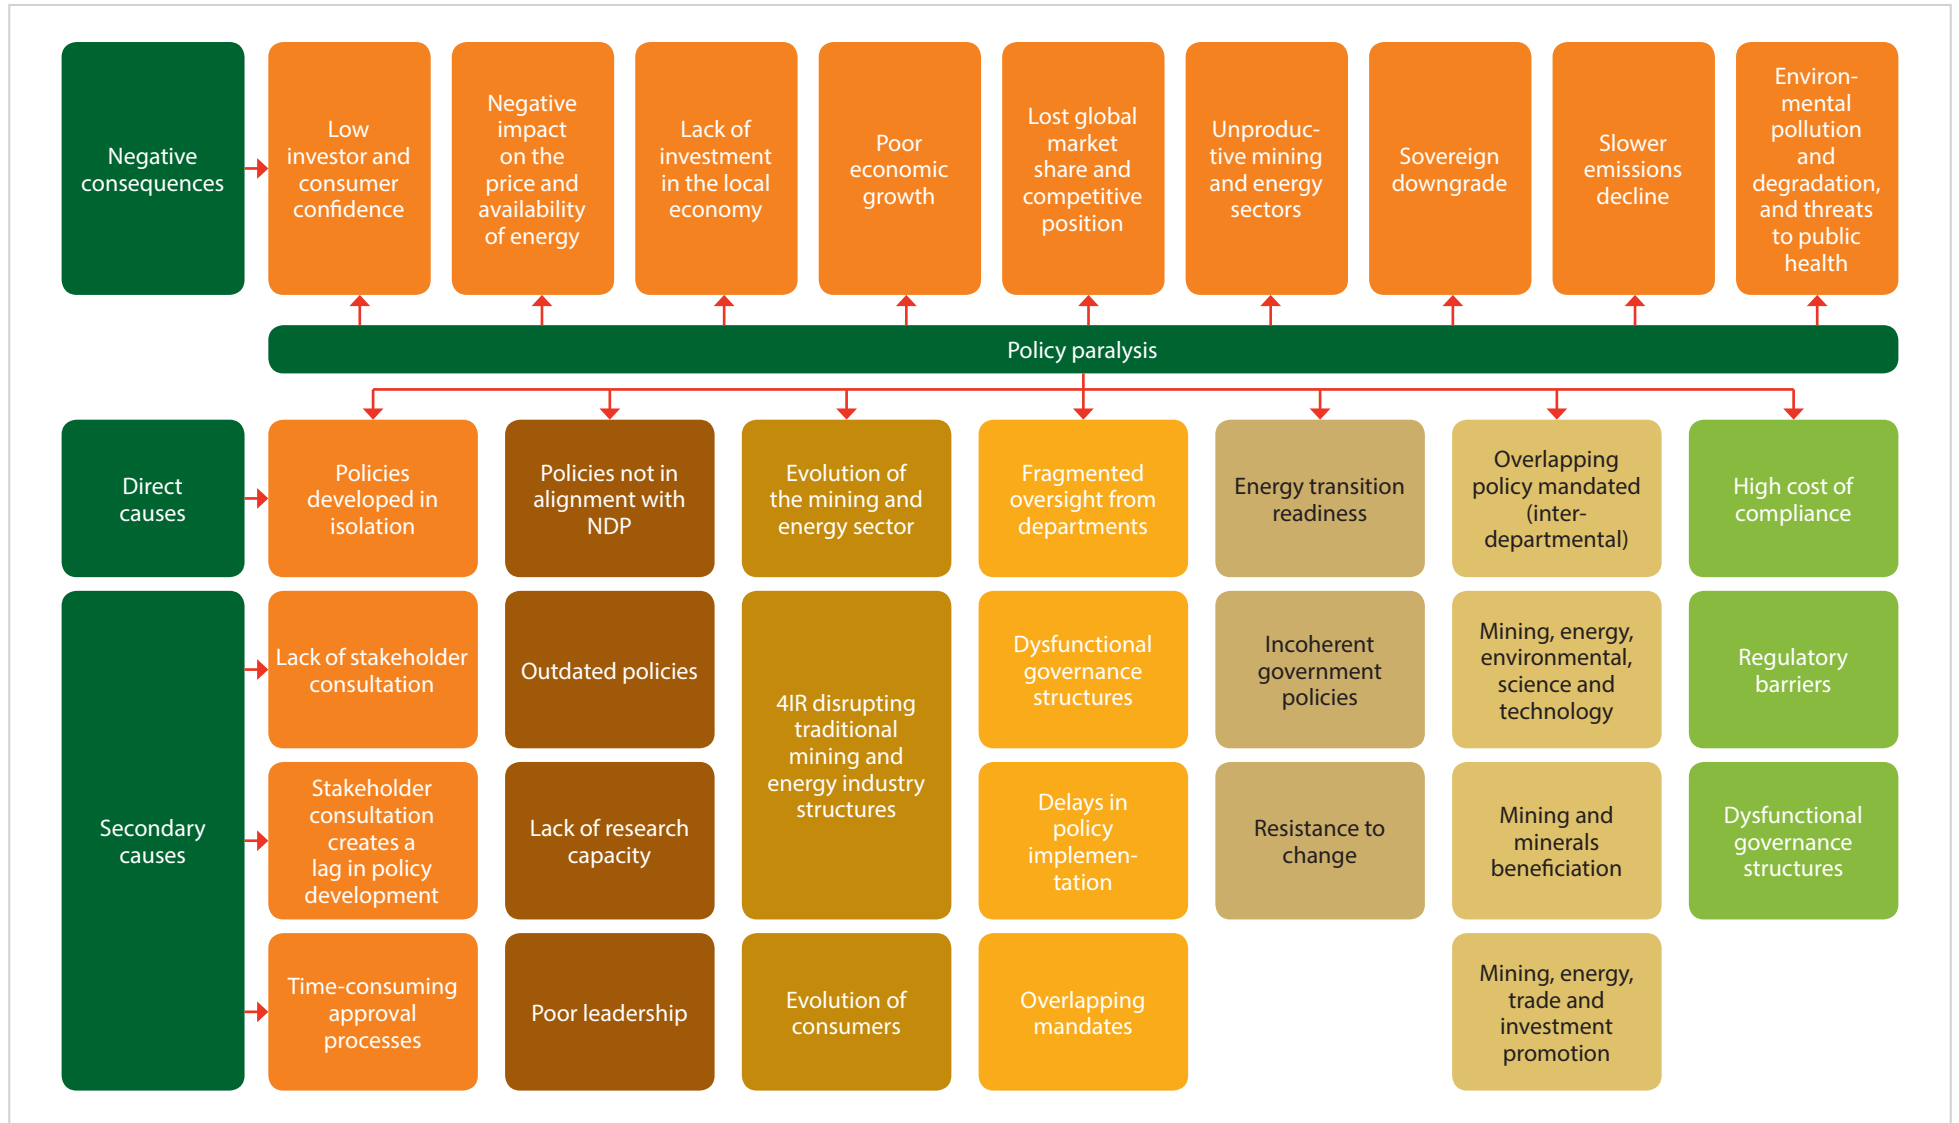 Negative
consequences
Low
investor and
consumer
confidence
Negative
impact
on the
price and
availability
of energy
Lack of
investment
in the local
economy
Poor
economic
growth
Lost global
market
share and
competitive
position
Unproduc-
tive mining
and energy
sectors
Sovereign
downgrade
Slower
emissions
decline
Environ-
mental
pollution
and
degradation,
and threats
to public
health
Policy paralysis
Direct
causes
Policies
developed in
isolation
Policies not in
alignment with
NDP
Evolution of
the mining and
energy sector
Fragmented
oversight from
departments
Energy transition
readiness
Overlapping
policy mandated
(inter-
departmental)
High cost of
compliance
Secondary
causes
Lack of stakeholder
consultation
Outdated policies
4IR disrupting
traditional
mining and
energy industry
structures
Dysfunctional
governance
structures
Incoherent
government
policies
Mining, energy,
environmental,
science and
technology
Regulatory
barriers
Stakeholder
consultation
creates a
lag in policy
development
Lack of research
capacity
Delays in
policy
implemen-
tation
Resistance to
change
Mining and
minerals
beneficiation
Dysfunctional
governance
structures
Time-consuming
approval
processes
Poor leadership
Evolution of
consumers
Overlapping
mandates
Mining, energy,
trade and
investment
promotion